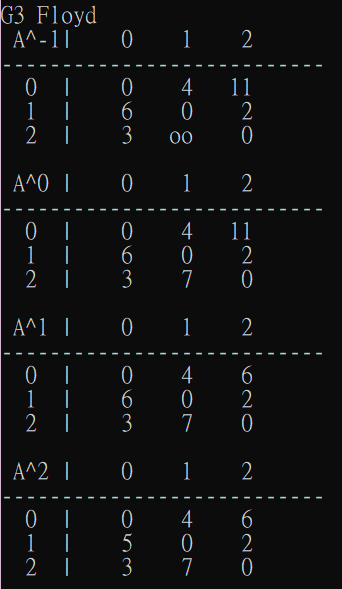 G3 Floyd
A^-1| 0 1 2
---------------------------
0 | 0 4 11
1 | 6 0 2
2 | 3 oo 0
A^0 | 0 1 2
---------------------------
0 | 0 4 11
1 | 6 0 2
2 | 3 7 0
A^1 | 0 1 2
---------------------------
0 | 0 4 6
1 | 6 0 2
2 | 3 7 0
A^2 | 0 1 2
---------------------------
0 | 0 4 6
1 | 5 0 2
2 | 3 7 0